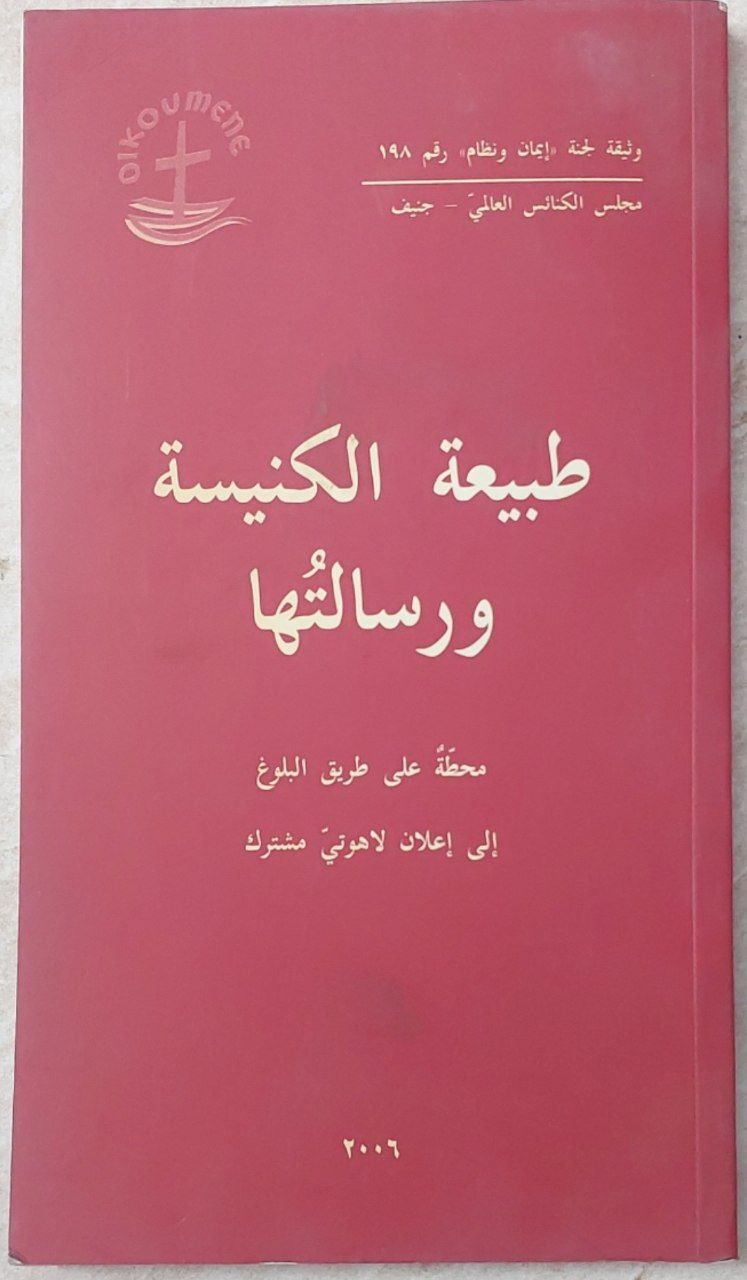 وثيقة لجنة «إيمان ونظام» رقم ١٩٨
مجلس الكنائس العالميّ – جنيف
OIKOUMENE
طبيعة الكنيسة
ورسالتُها
محطّةٌ على طريق البلوغ
إلى إعلان لاهوتيّ مشترك
٢٠٠٦